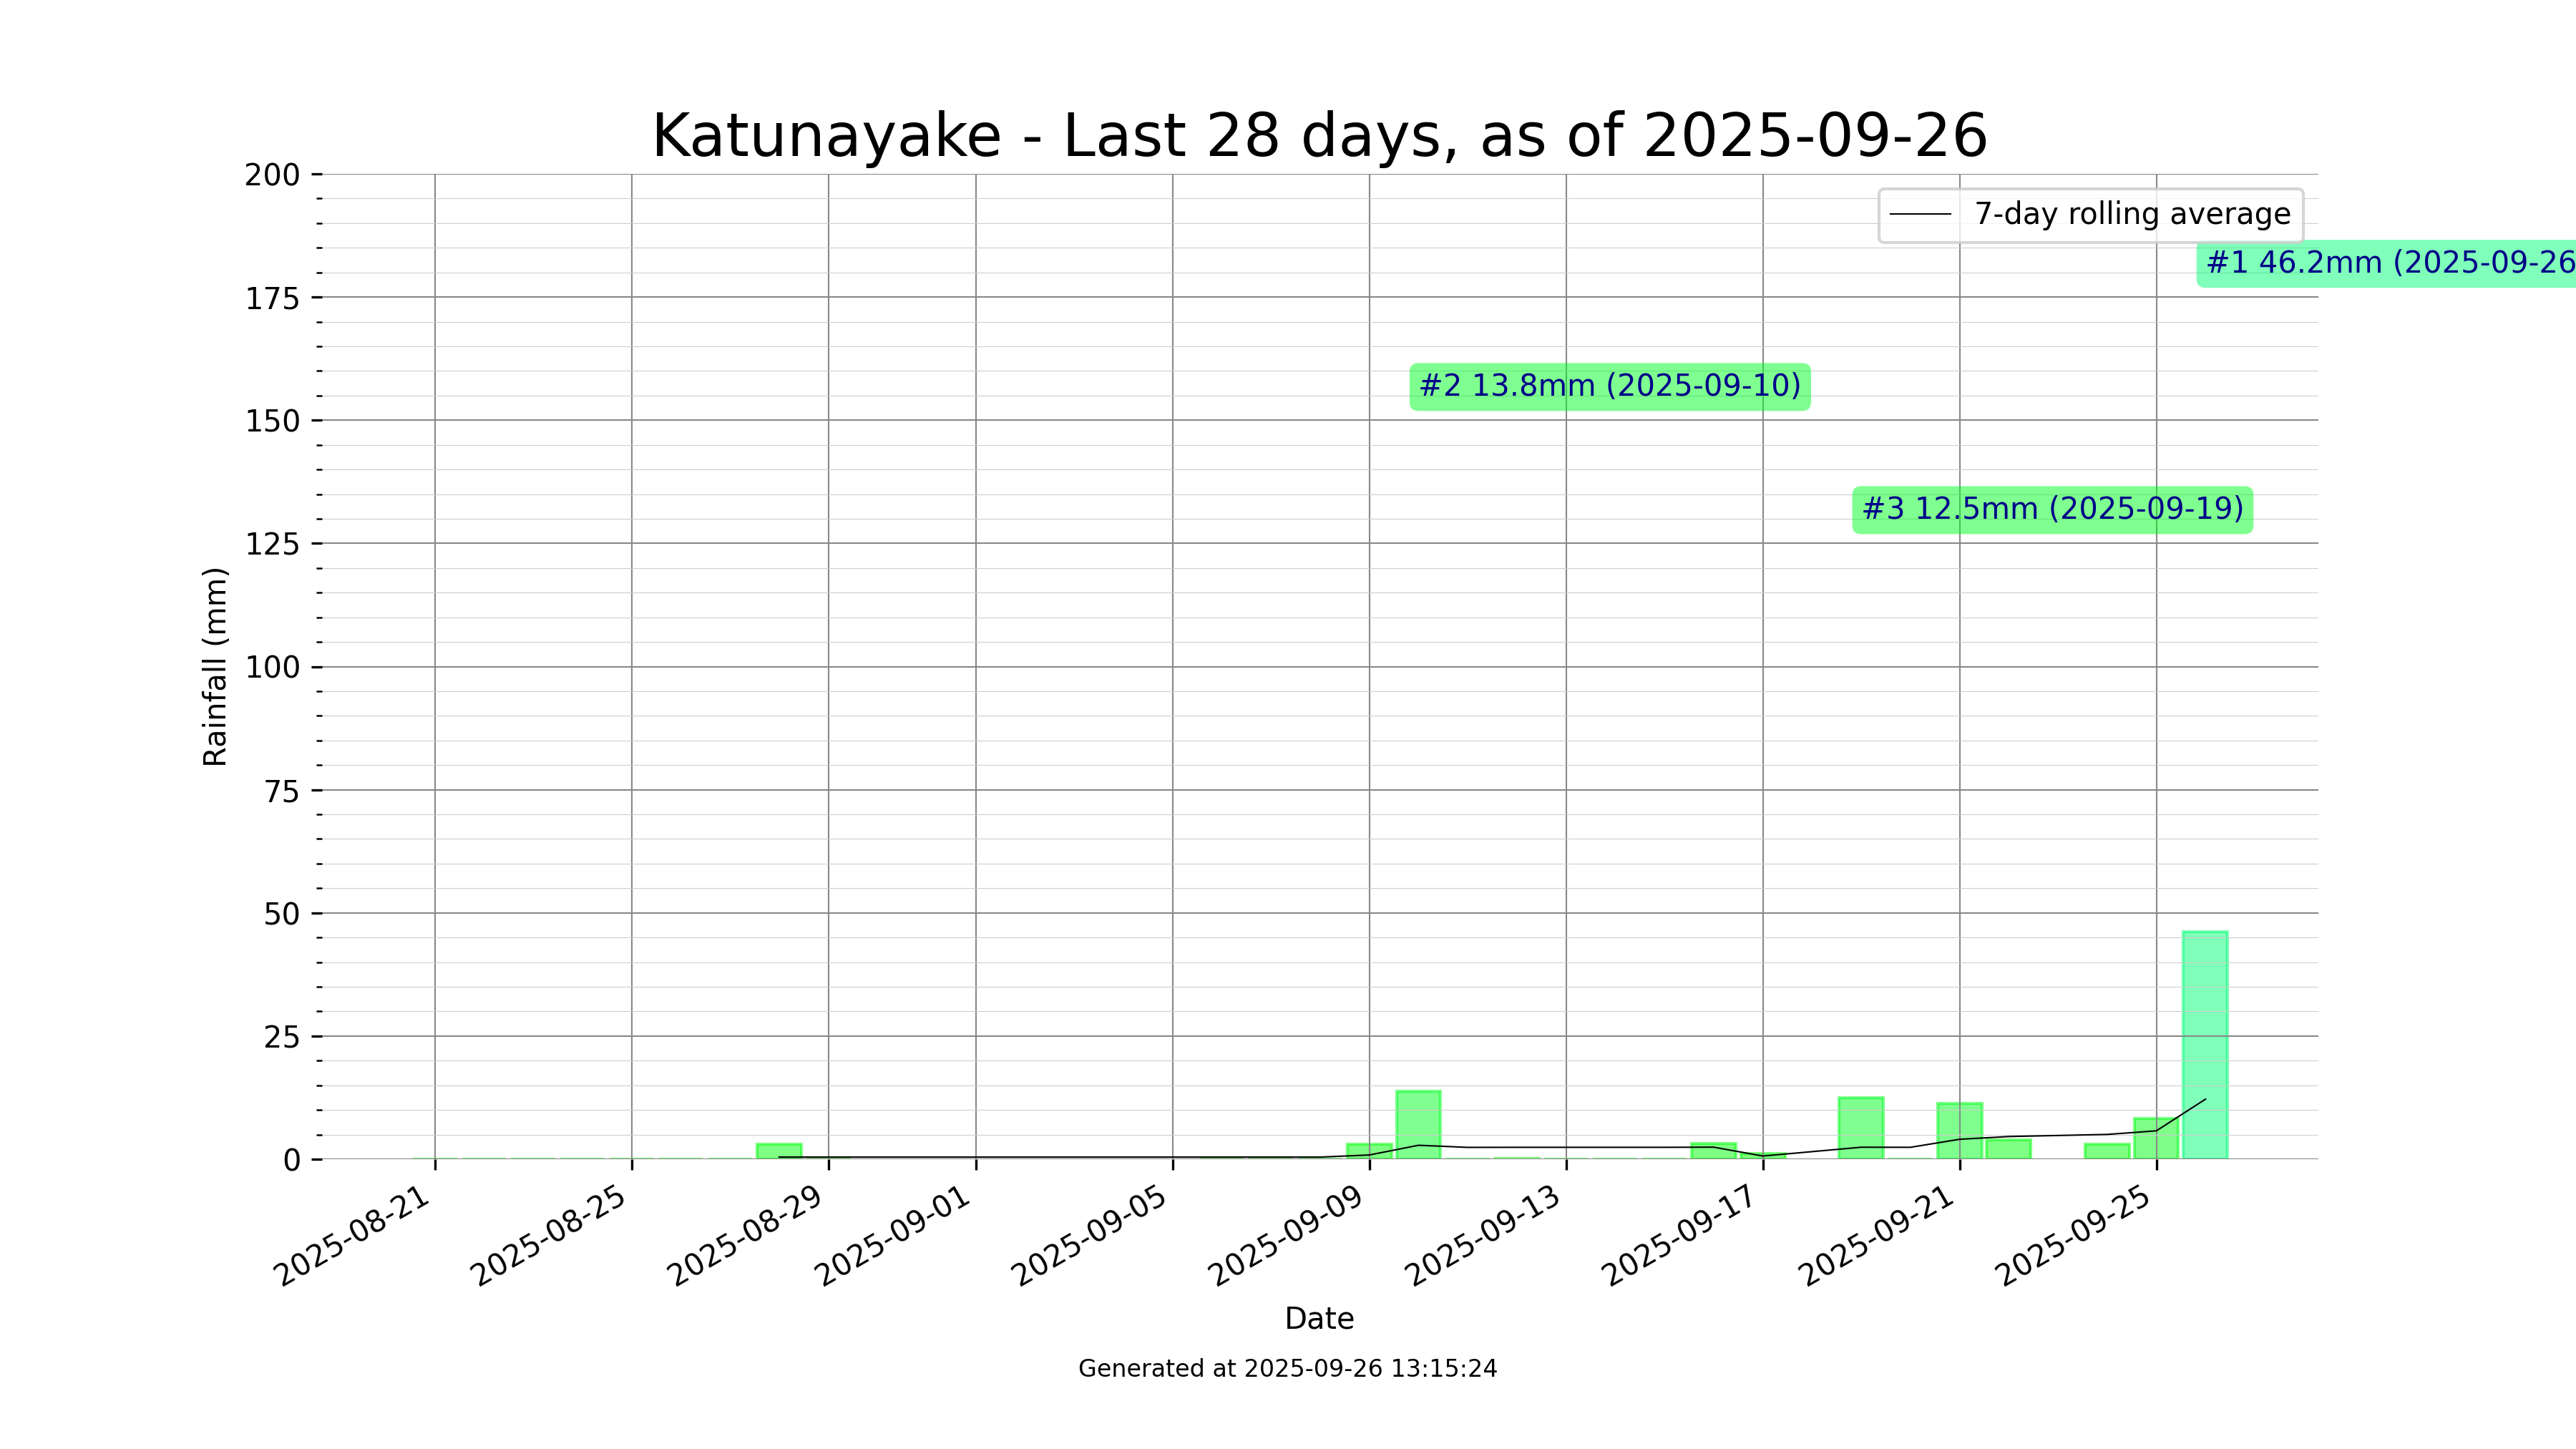 Katunayake - Last 28 days, as of 2025-09-26
200
175
150
125
100
75
50
25
0
Rainfall (mm)
7-day rolling average
#1 46.2mm (2025-09-26
#2 13.8mm (2025-09-10)
#3 12.5mm (2025-09-19)
2025-08-21
2025-08-25
2025-08-29
2025-09-01
2025-09-05
2025-09-09
2025-09-13
2025-09-17
2025-09-21
2025-09-25
Date
Generated at 2025-09-26 13:15:24